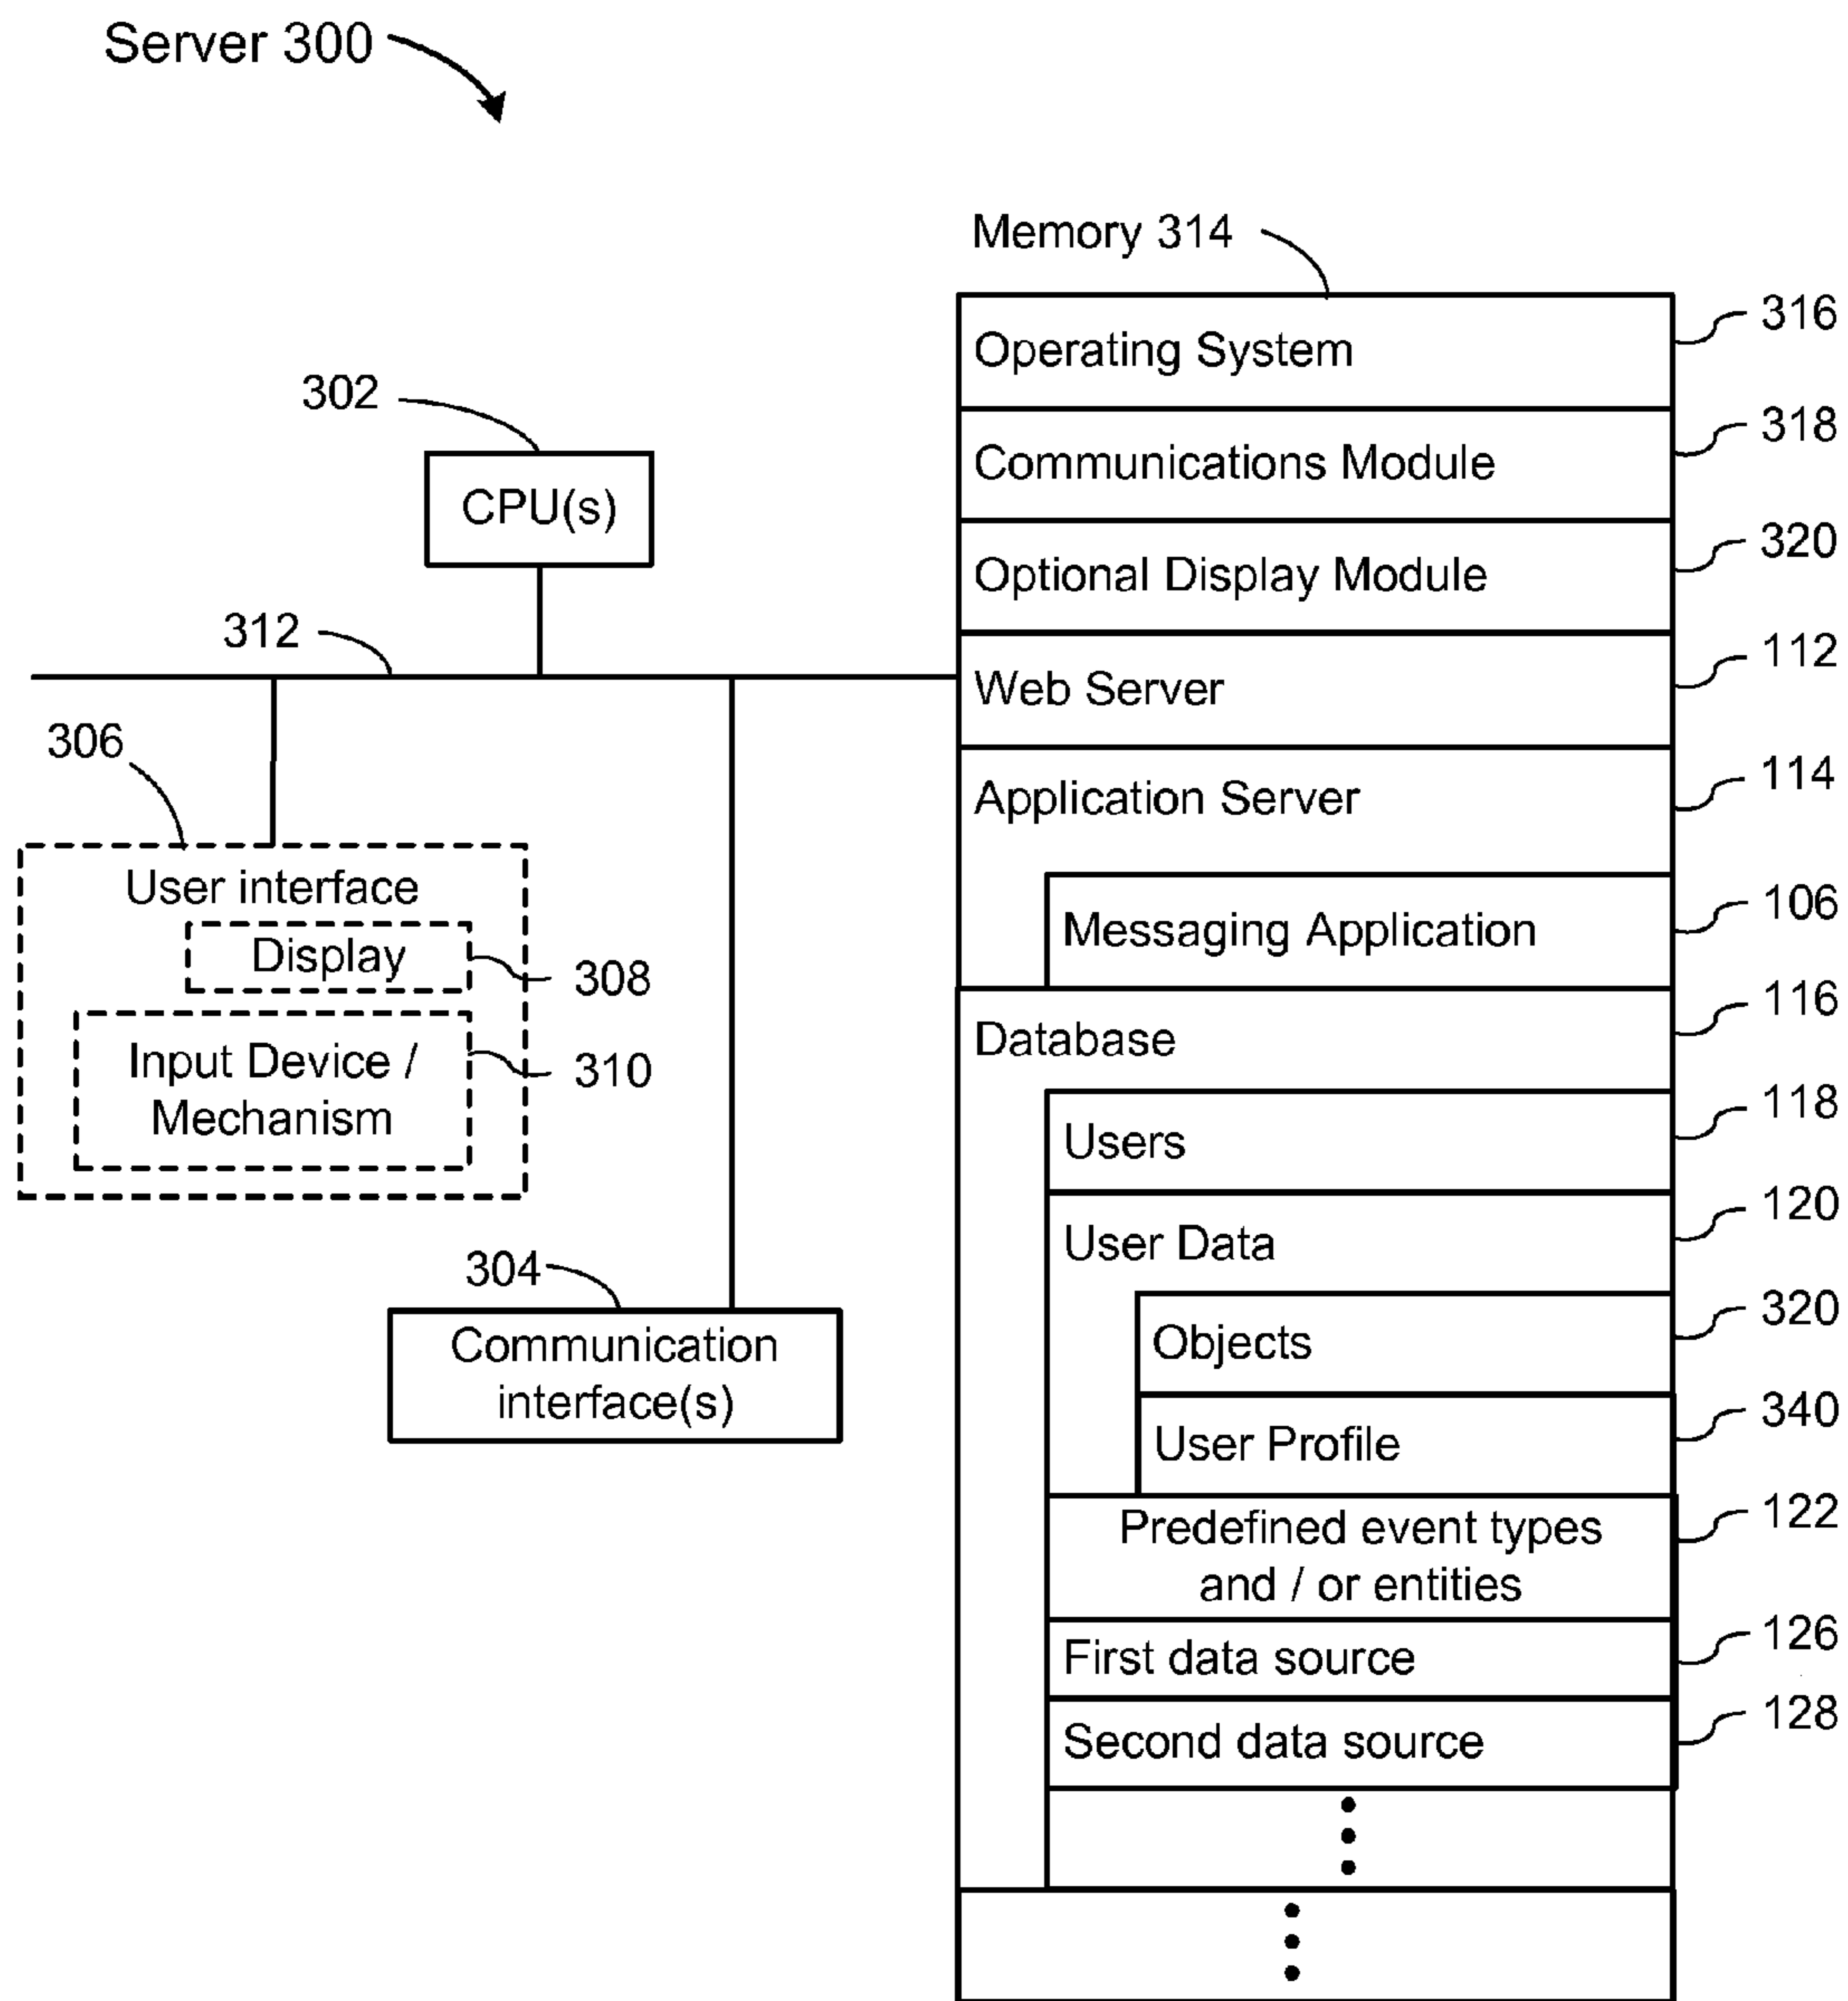 Server 300
Memory 314
Operating System
316
Communications Module
318
Optional Display Module
320
Web Server
112
Application Server
114
Messaging Application
106
Database
116
Users
118
User Data
120
Objects
320
User Profile
340
Predefined event types
and / or entities
122
First data source
126
Second data source
128
302
CPU(s)
312
306
User interface
Display
308
Input Device /
Mechanism
310
304
Communication
interface(s)